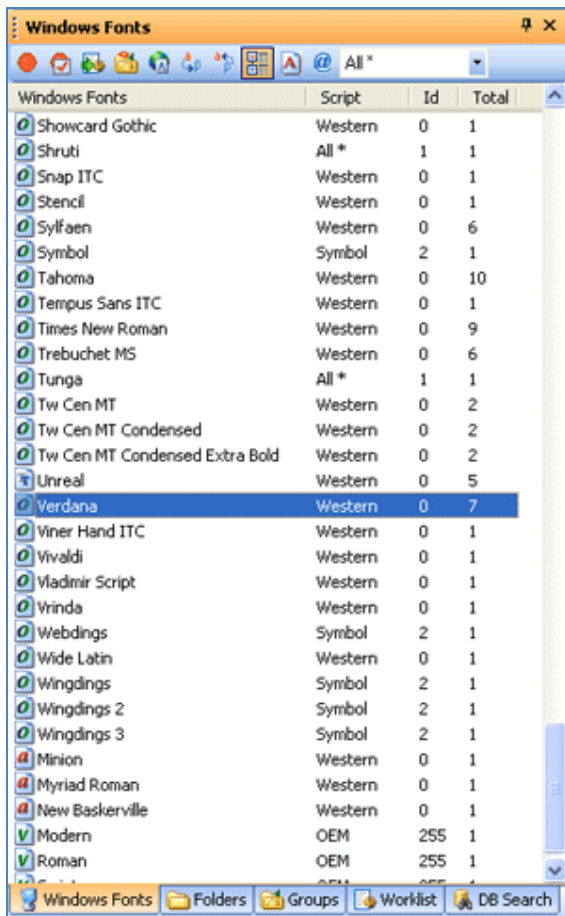 Windows Fonts
All *
Windows Fonts Script Id Total
Showcard Gothic Western 0 1
Shruti All * 1 1
Snap ITC Western 0 1
Stencil Western 0 1
Sylfaen Western 0 6
Symbol Symbol 2 1
Tahoma Western 0 10
Tempus Sans ITC Western 0 1
Times New Roman Western 0 9
Trebuchet MS Western 0 6
Tunga All * 1 1
Tw Cen MT Western 0 2
Tw Cen MT Condensed Western 0 2
Tw Cen MT Condensed Extra Bold Western 0 2
Unreal Western 0 5
Verdana Western 0 7
Viner Hand ITC Western 0 1
Vivaldi Western 0 1
Vladimir Script Western 0 1
Vrinda Western 0 1
Webdings Symbol 2 1
Wide Latin Western 0 1
Wingdings Symbol 2 1
Wingdings 2 Symbol 2 1
Wingdings 3 Symbol 2 1
Minion Western 0 1
Myriad Roman Western 0 1
New Baskerville Western 0 1
Modern OEM 255 1
Roman OEM 255 1
Windows Fonts Folders Groups Worklist DB Search